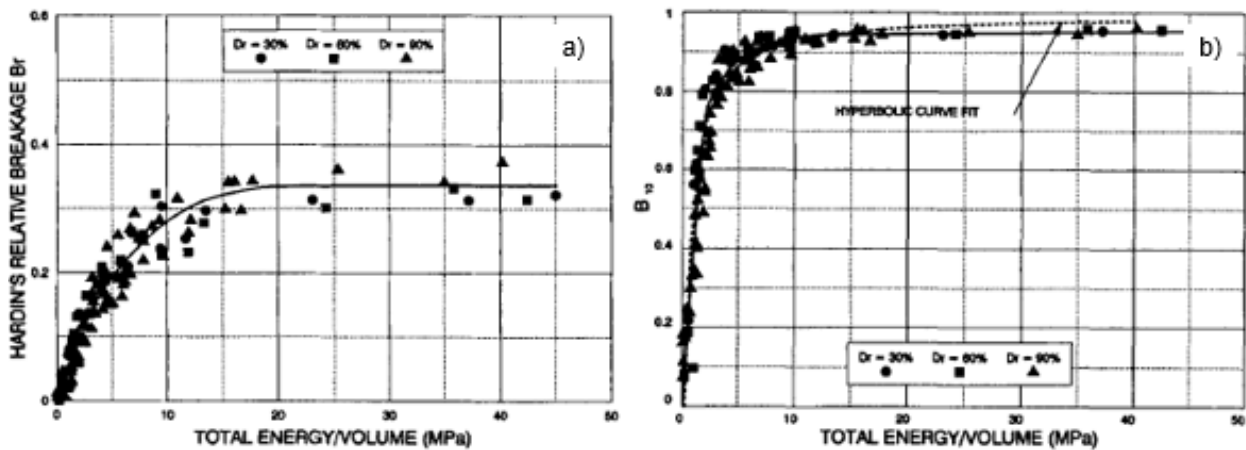 HARDIN'S RELATIVE BREAKAGE Br
0.6
0.4
0.2
0
Dr = 30% Dr = 60% Dr = 90%
a)
0 10 20 30 40 50
TOTAL ENERGY/VOLUME (MPa)
B10
1
0.8
0.6
0.4
0.2
0
b)
HYPERBOLIC CURVE FIT
Dr = 30% Dr = 60% Dr = 90%
0 10 20 30 40 50
TOTAL ENERGY/VOLUME (MPa)